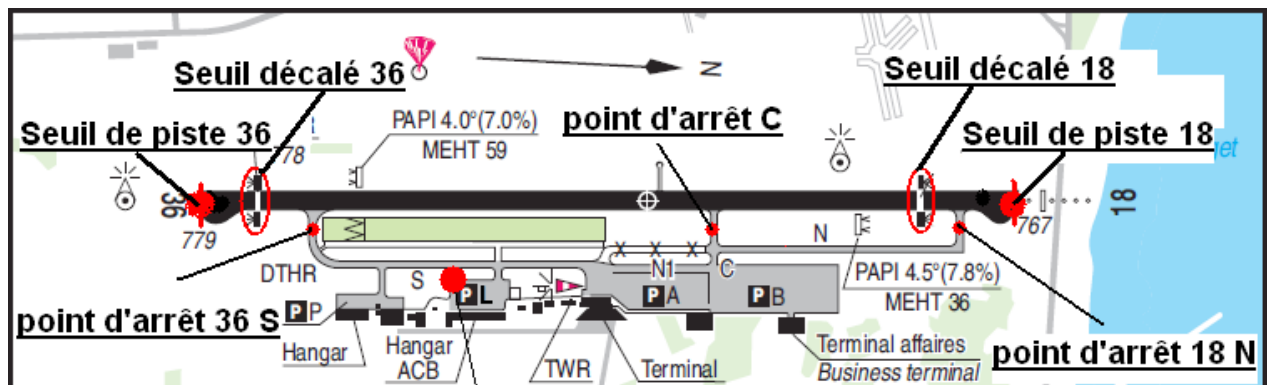 Seuil décalé 36
N
Seuil décalé 18
PAPI 4.0°(7.0%)
MEHT 59
point d'arrêt C
Seuil de piste 36
Seuil de piste 18
778
get
36
18
779
767
N
DTHR
S
N1
C
PAPI 4.5°(7.8%)
MEHT 36
P P
P L
P A
P B
point d'arrêt 36 S
Hangar
Hangar
ACB
TWR
Terminal
Terminal affaires
Business terminal
point d'arrêt 18 N